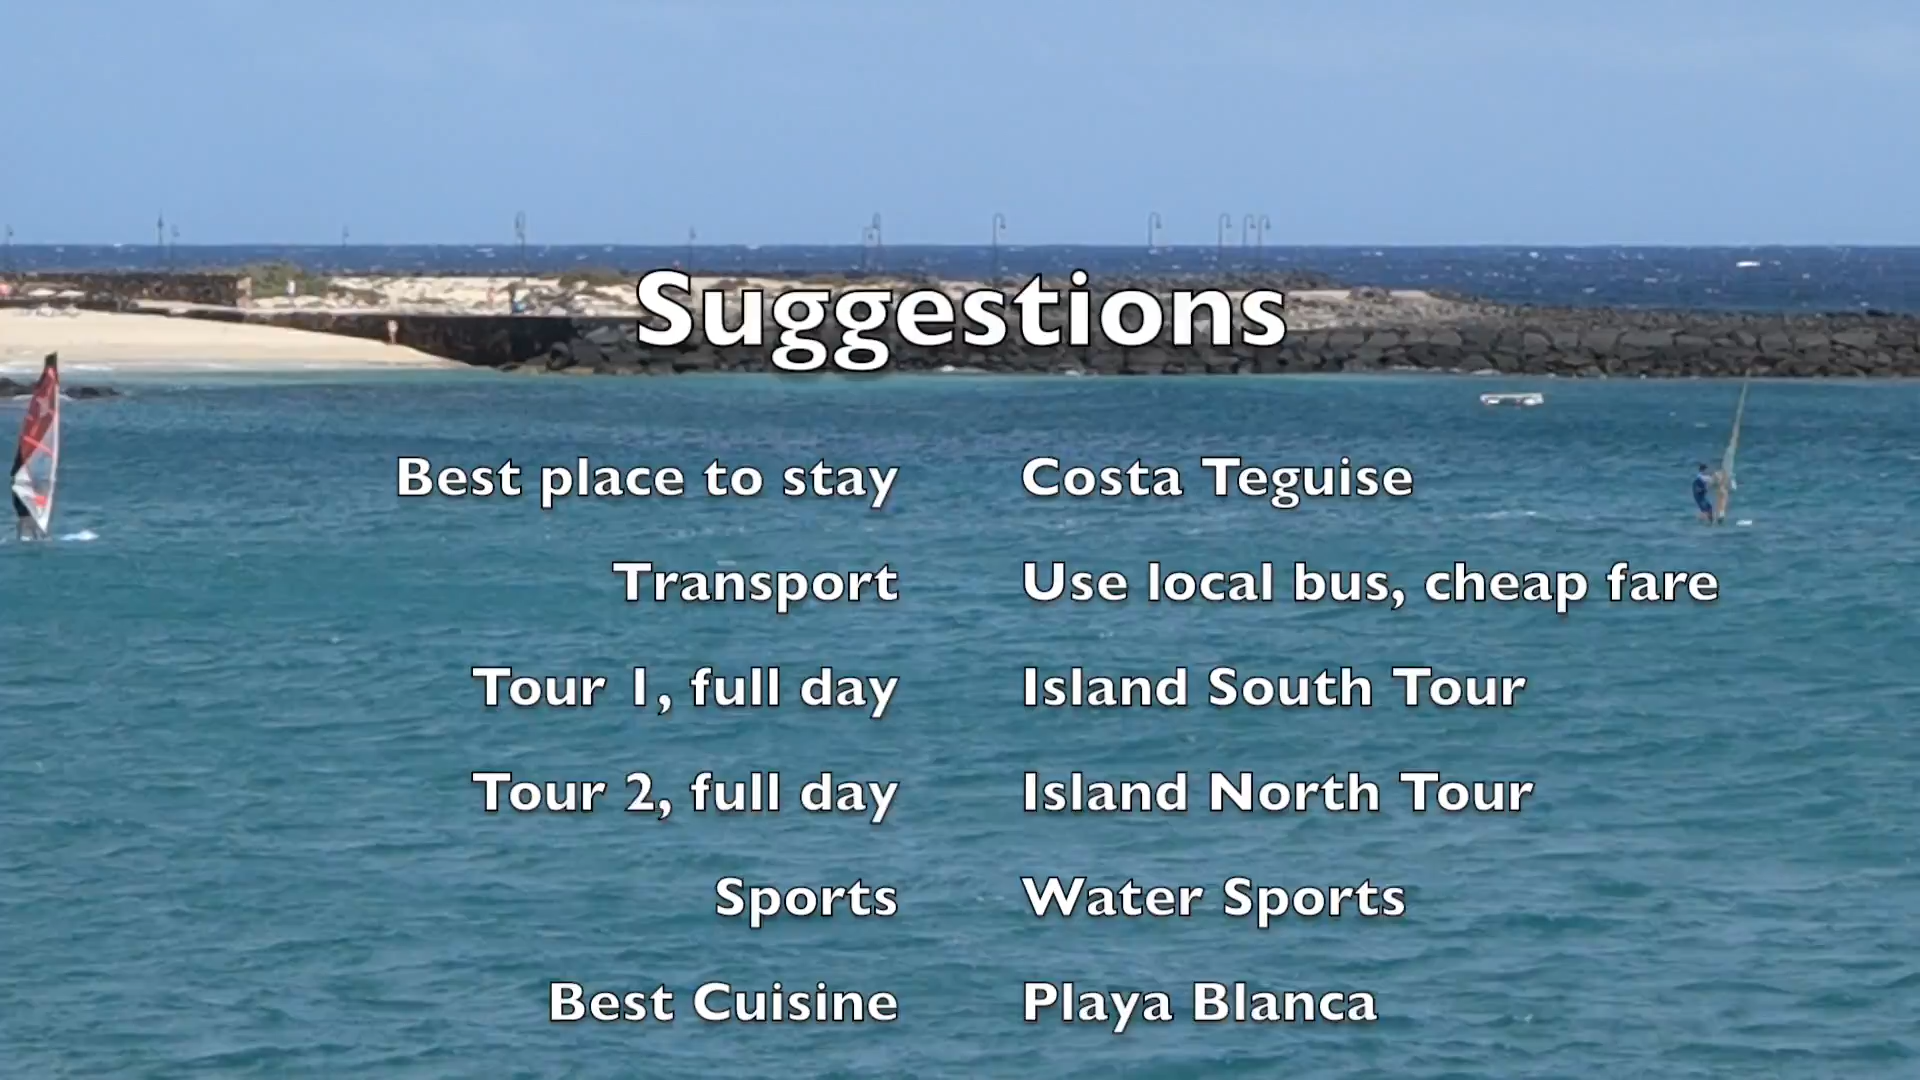 Suggestions
Best place to stay Costa Teguise
Transport Use local bus, cheap fare
Tour 1, full day Island South Tour
Tour 2, full day Island North Tour
Sports Water Sports
Best Cuisine Playa Blanca